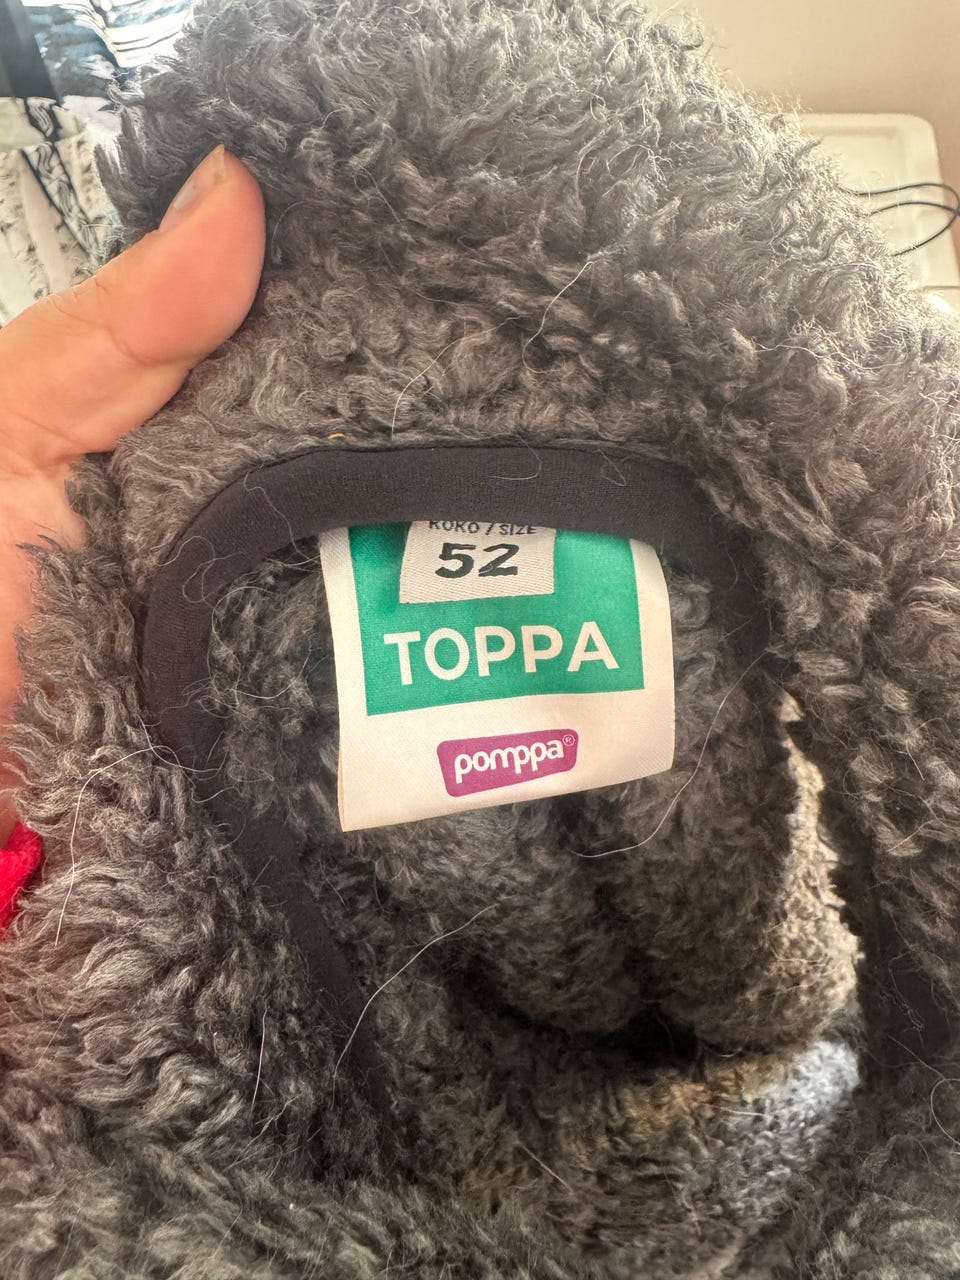 KOKO / SIZE
52
TOPPA
pomppa®